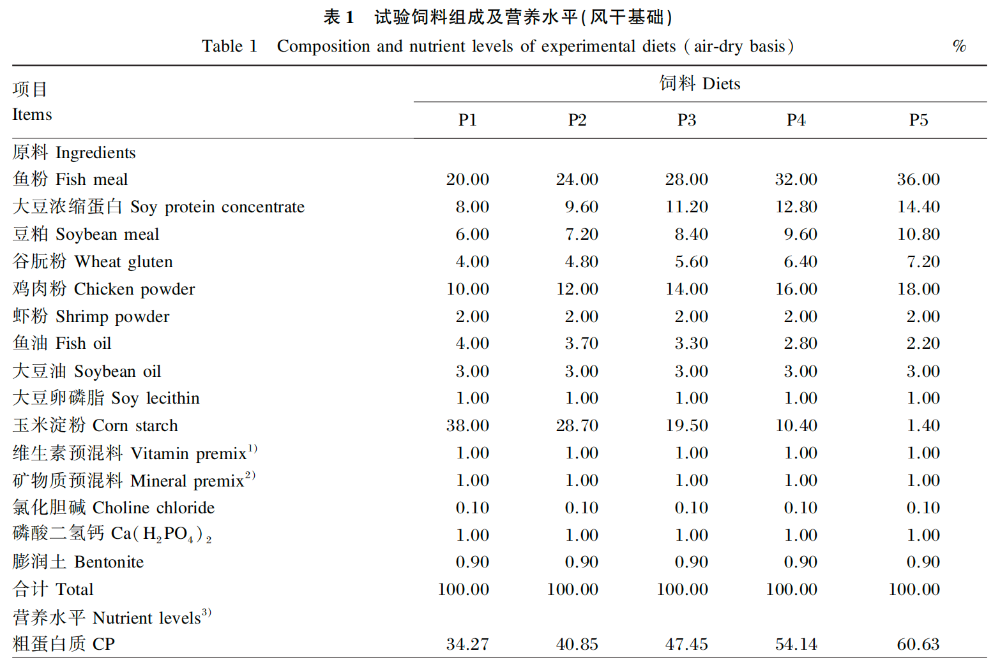 表1 试验饲料组成及营养水平(风干基础)
Table 1 Composition and nutrient levels of experimental diets (air-dry basis) %
项目 饲料 Diets
Items P1 P2 P3 P4 P5
原料 Ingredients
鱼粉 Fish meal 20.00 24.00 28.00 32.00 36.00
大豆浓缩蛋白 Soy protein concentrate 8.00 9.60 11.20 12.80 14.40
豆粕 Soybean meal 6.00 7.20 8.40 9.60 10.80
谷朊粉 Wheat gluten 4.00 4.80 5.60 6.40 7.20
鸡肉粉 Chicken powder 10.00 12.00 14.00 16.00 18.00
虾粉 Shrimp powder 2.00 2.00 2.00 2.00 2.00
鱼油 Fish oil 4.00 3.70 3.30 2.80 2.20
大豆油 Soybean oil 3.00 3.00 3.00 3.00 3.00
大豆卵磷脂 Soy lecithin 1.00 1.00 1.00 1.00 1.00
玉米淀粉 Corn starch 38.00 28.70 19.50 10.40 1.40
维生素预混料 Vitamin premix1) 1.00 1.00 1.00 1.00 1.00
矿物质预混料 Mineral premix2) 1.00 1.00 1.00 1.00 1.00
氯化胆碱 Choline chloride 0.10 0.10 0.10 0.10 0.10
磷酸二氢钙 Ca(H2PO4)2 1.00 1.00 1.00 1.00 1.00
膨润土 Bentonite 0.90 0.90 0.90 0.90 0.90
合计 Total 100.00 100.00 100.00 100.00 100.00
营养水平 Nutrient levels3)
粗蛋白质 CP 34.27 40.85 47.45 54.14 60.63